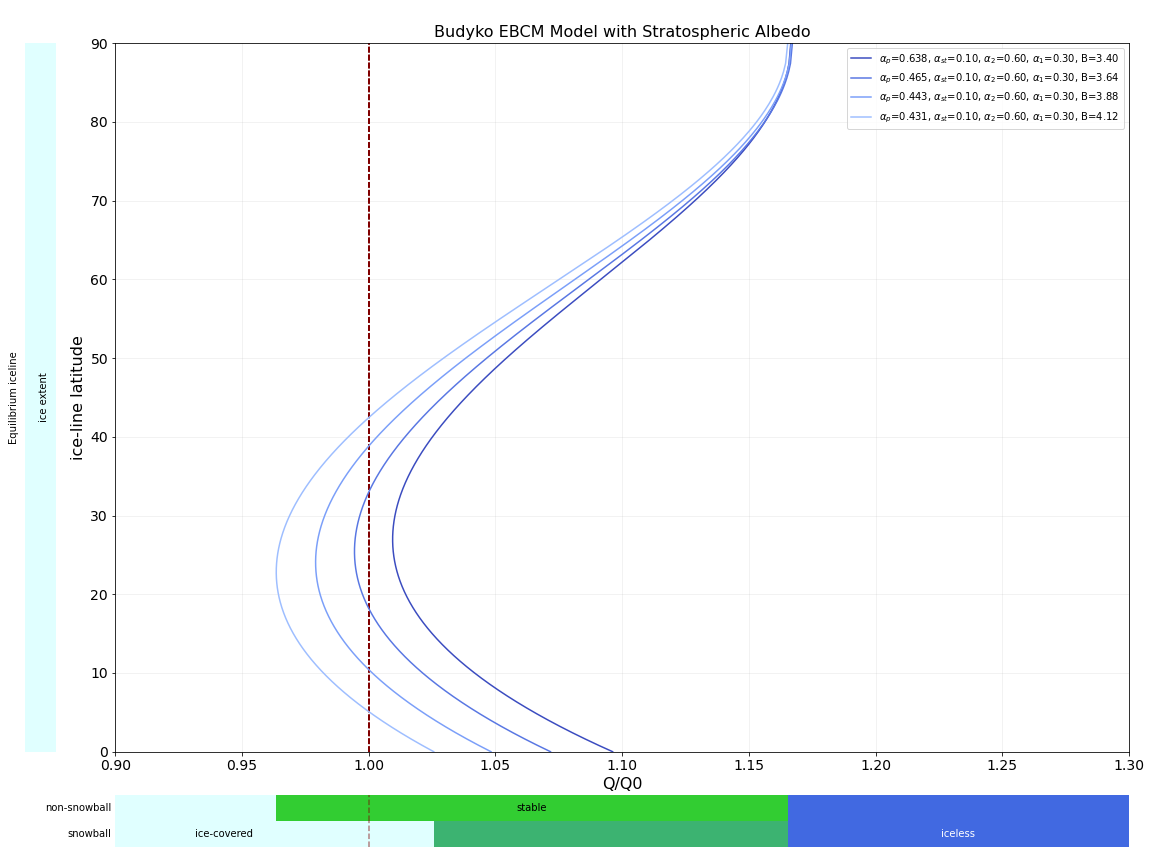 Budyko EBCM Model with Stratospheric Albedo
αp=0.638, αst=0.10, α2=0.60, α1=0.30, B=3.40
αp=0.465, αst=0.10, α2=0.60, α1=0.30, B=3.64
αp=0.443, αst=0.10, α2=0.60, α1=0.30, B=3.88
αp=0.431, αst=0.10, α2=0.60, α1=0.30, B=4.12
Equilibrium iceline
ice extent
ice-line latitude
90
80
70
60
50
40
30
20
10
0
0.90 0.95 1.00 1.05 1.10 1.15 1.20 1.25 1.30
Q/Q0
non-snowball stable
snowball ice-covered iceless